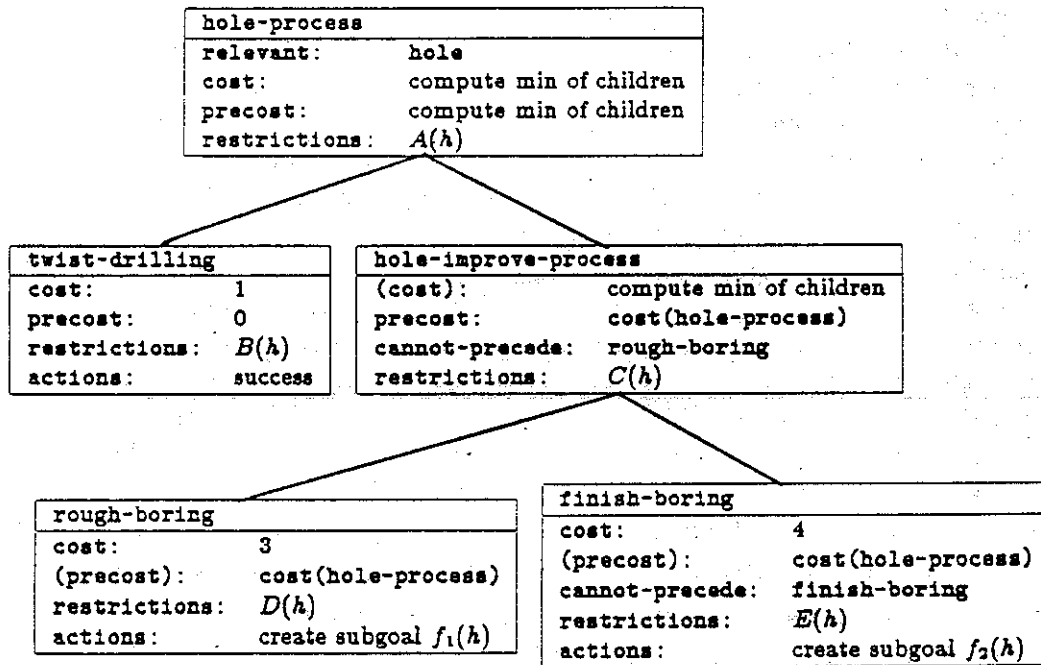 hole-process
relevant: hole
cost: compute min of children
precost: compute min of children
restrictions: A(h)
twist-drilling
cost: 1
precost: 0
restrictions: B(h)
actions: success
hole-improve-process
(cost): compute min of children
precost: cost(hole-process)
cannot-precede: rough-boring
restrictions: C(h)
rough-boring
cost: 3
(precost): cost(hole-process)
restrictions: D(h)
actions: create subgoal f₁(h)
finish-boring
cost: 4
(precost): cost(hole-process)
cannot-precede: finish-boring
restrictions: E(h)
actions: create subgoal f₂(h)